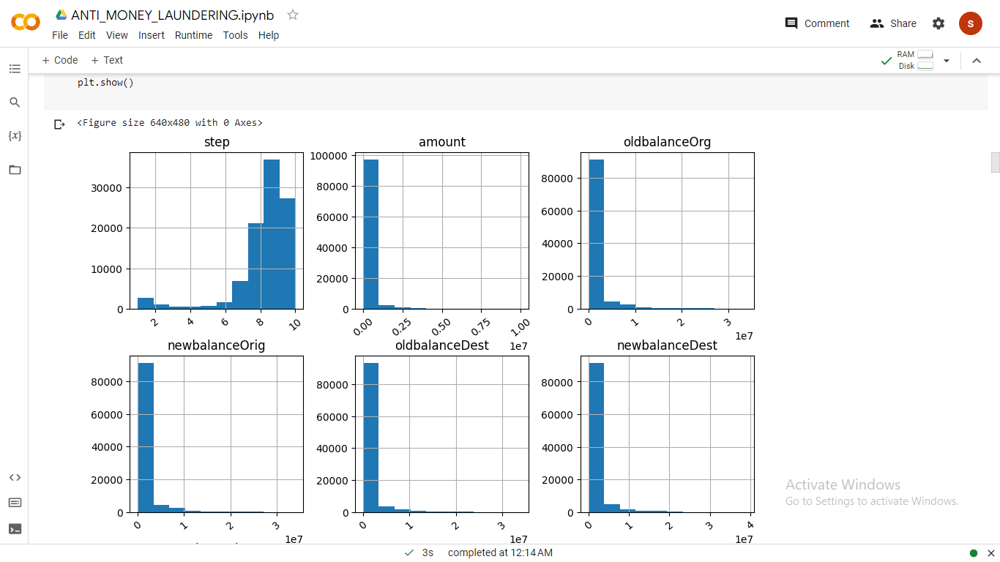 ANTI_MONEY_LAUNDERING.ipynb
File Edit View Insert Runtime Tools Help
Comment
Share
S
+ Code + Text
RAM
Disk
plt.show()
{x}
<Figure size 640x480 with 0 Axes>
step
30000
20000
10000
0
2 4 6 8 10
amount
100000
80000
60000
40000
20000
0
0.00 0.25 0.50 0.75 1.00
1e7
oldbalanceOrg
80000
60000
40000
20000
0
0 1 2 3
1e7
newbalanceOrig
80000
60000
40000
20000
0
0 1 2 3
1e7
oldbalanceDest
80000
60000
40000
20000
0
0 1 2 3
1e7
newbalanceDest
80000
60000
40000
20000
0
0 1 2 3 4
1e7
Activate Windows
Go to Settings to activate Windows.
3s completed at 12:14 AM